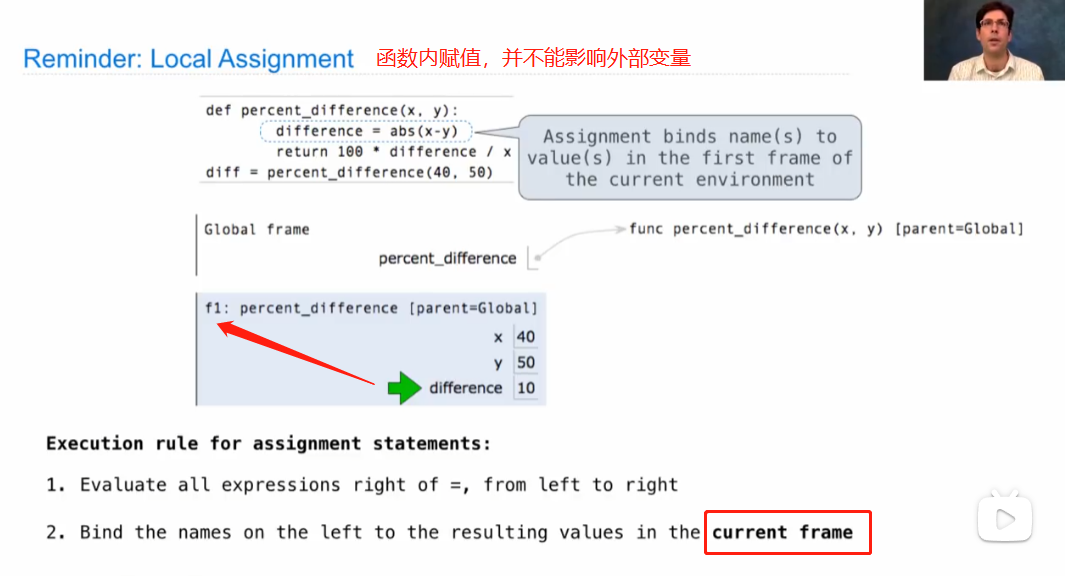 Reminder: Local Assignment 函数内赋值，并不能影响外部变量
def percent_difference(x, y):
difference = abs(x-y)
return 100 * difference / x
diff = percent_difference(40, 50)
Assignment binds name(s) to
value(s) in the first frame of
the current environment
Global frame
func percent_difference(x, y) [parent=Global]
percent_difference
f1: percent_difference [parent=Global]
x 40
y 50
difference 10
Execution rule for assignment statements:
1. Evaluate all expressions right of =, from left to right
2. Bind the names on the left to the resulting values in the current frame